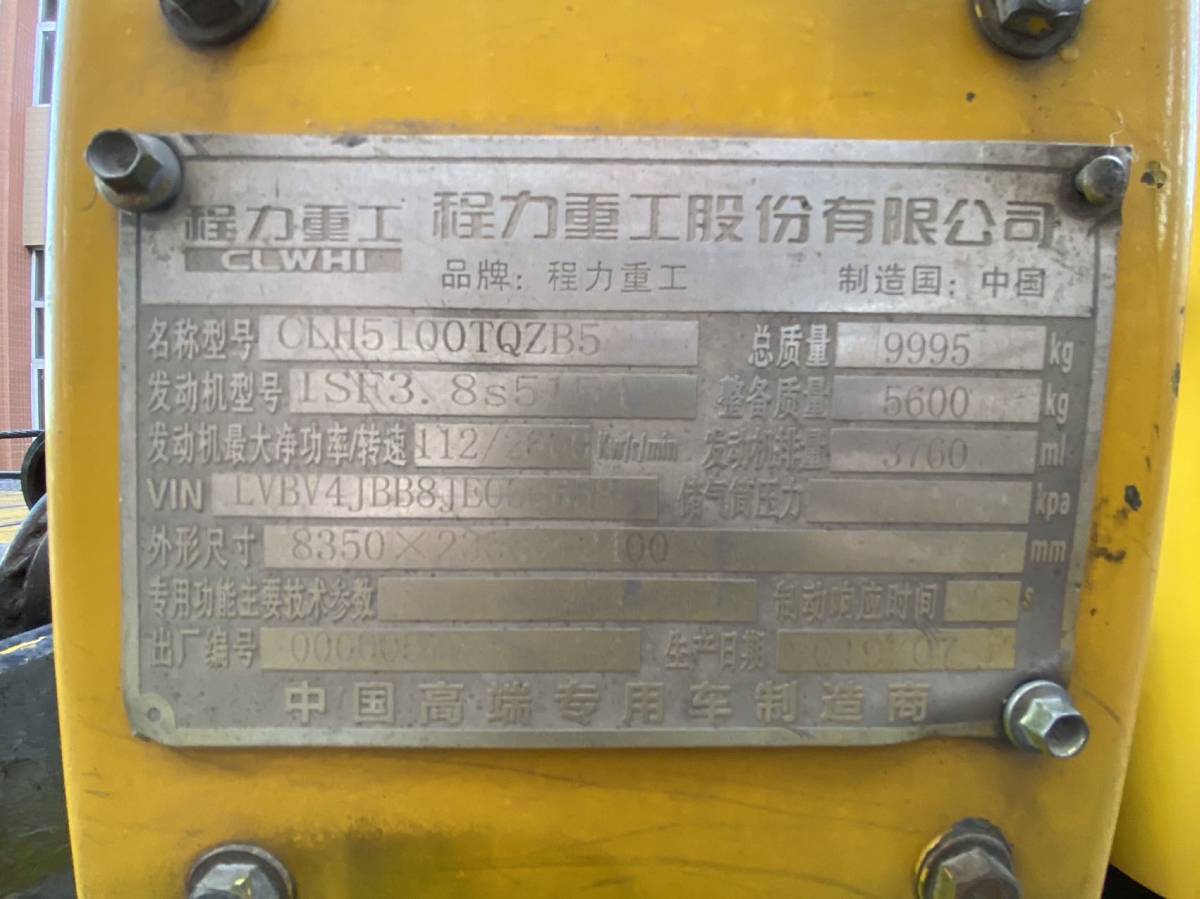 程力重工 程力重工股份有限公司
CLWHI 品牌：程力重工 制造国：中国
名称型号 CLH5100TQZB5 总质量 9995 kg
发动机型号 ISF3.8s5 整备质量 5600 kg
发动机最大净功率/转速 112/ Kw/r/min 发动机排量 3760 ml
VIN LVBV4JBB8JE 储气筒压力 kpa
外形尺寸 8350× mm
专用功能主要技术参数 制动响应时间 s
出厂编号 生产日期
中国高端专用车制造商